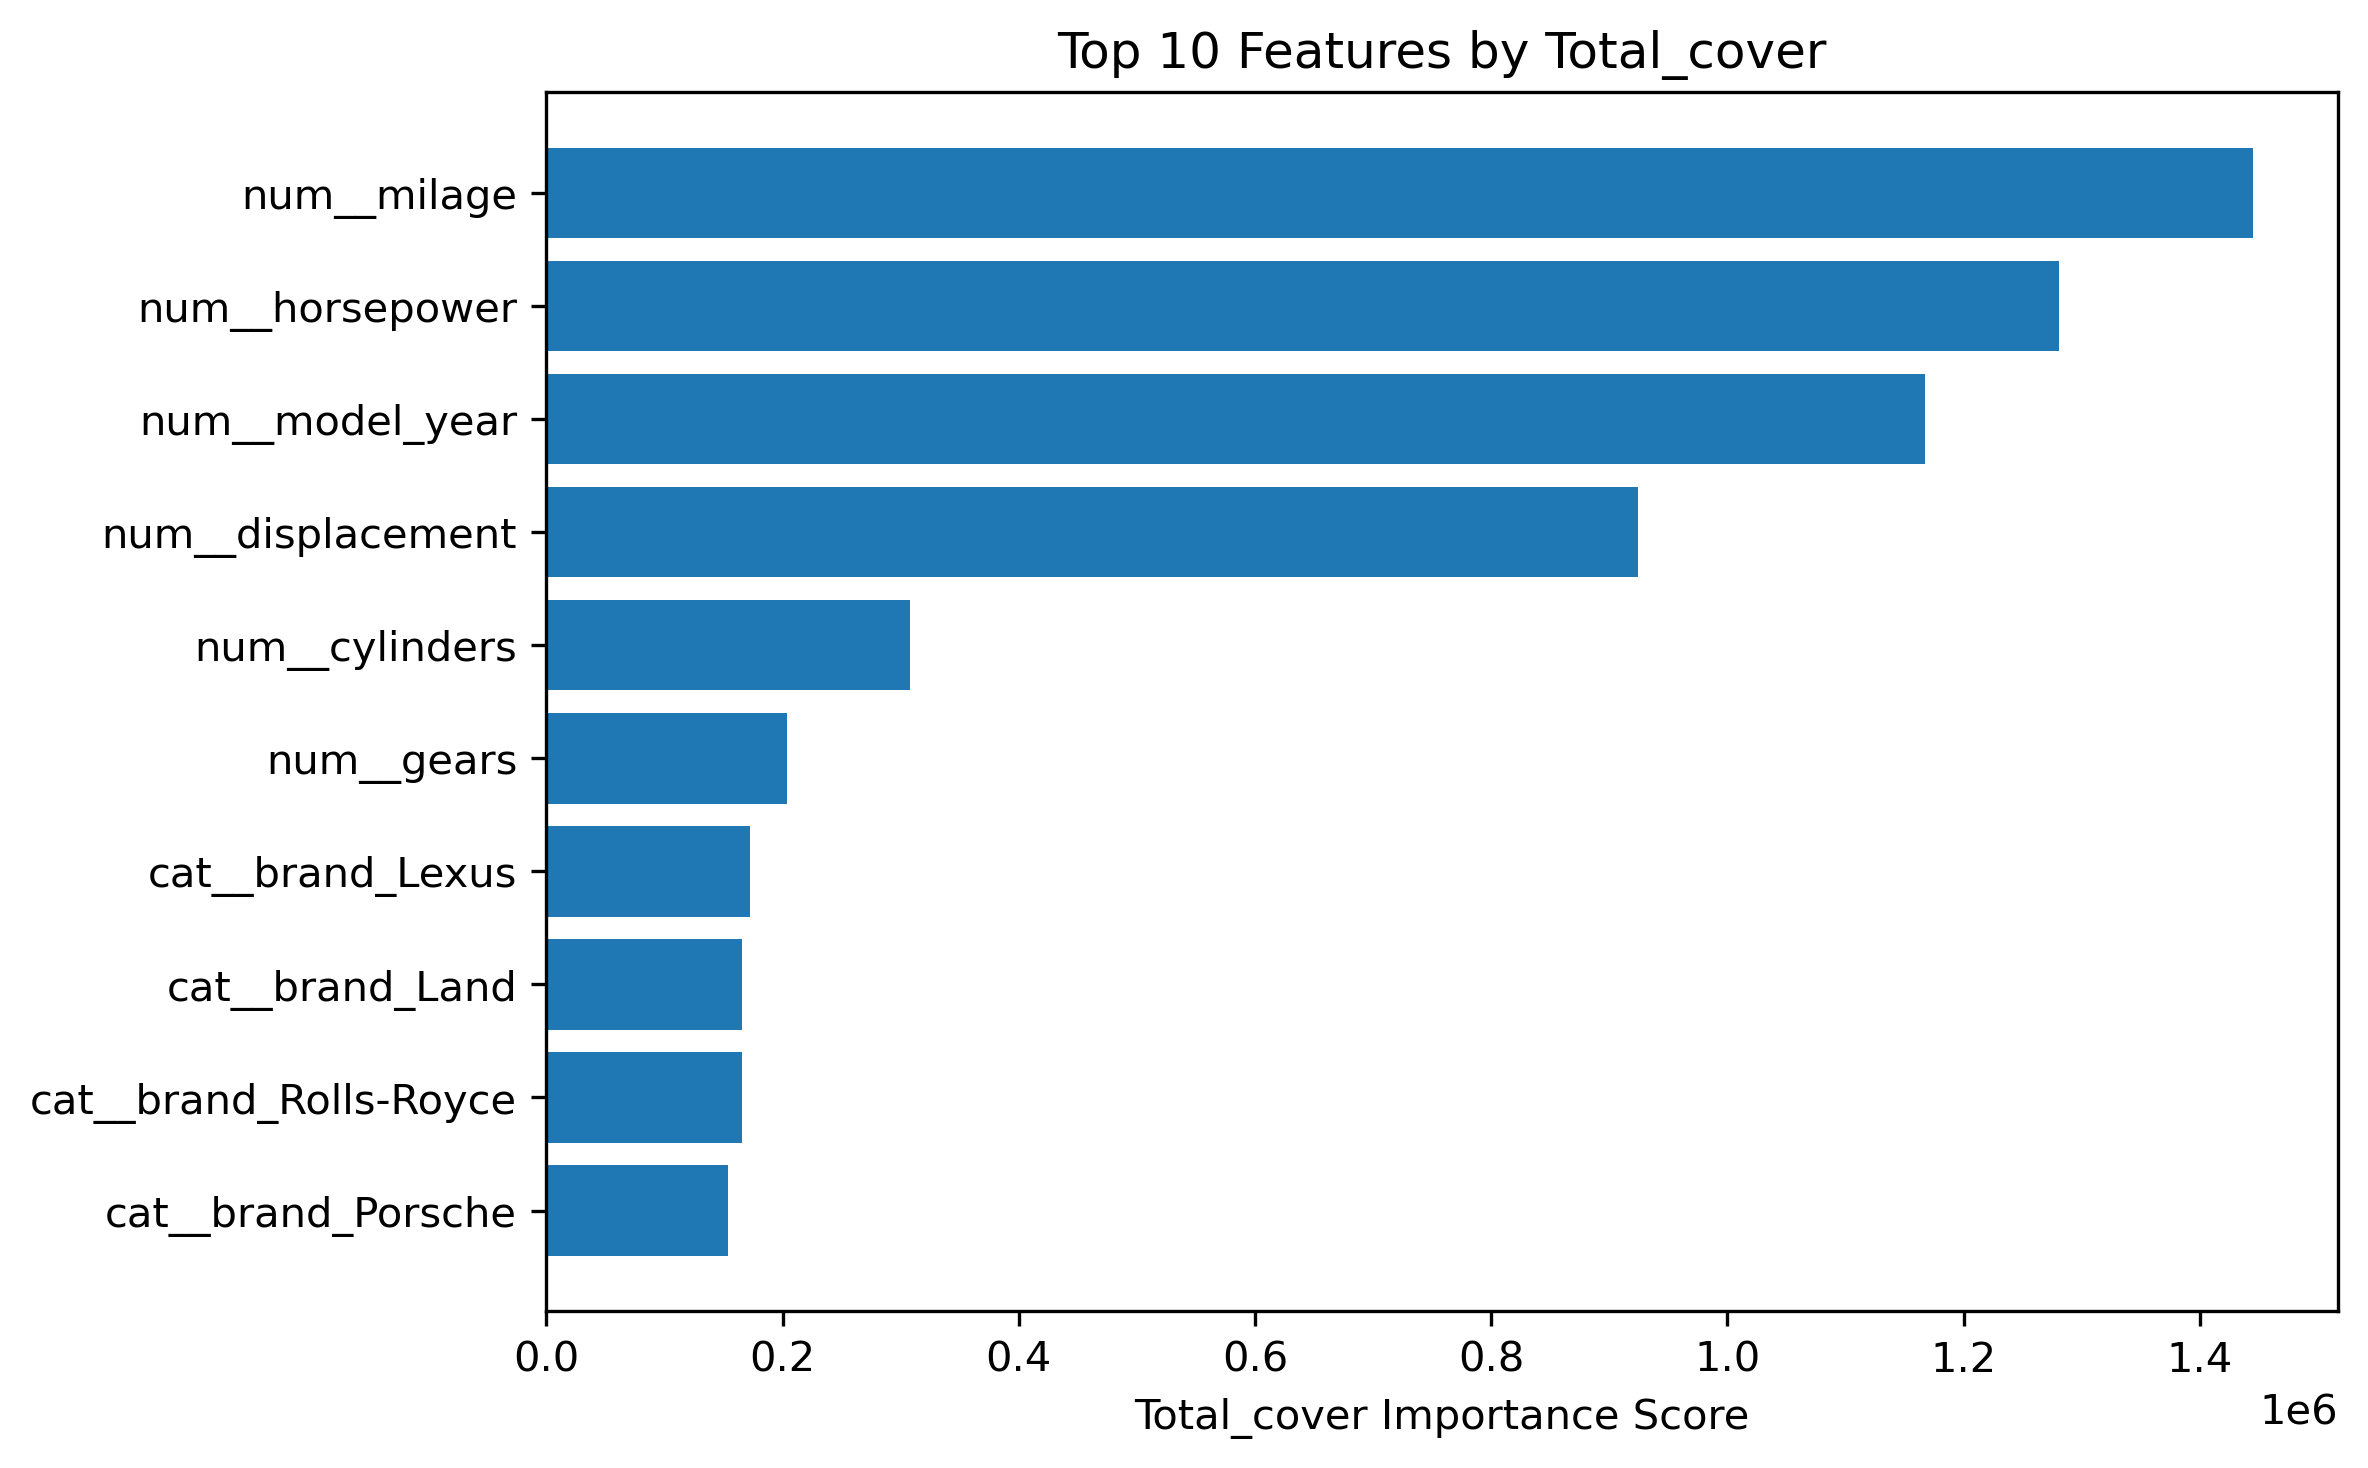 Top 10 Features by Total_cover
num__milage
num__horsepower
num__model_year
num__displacement
num__cylinders
num__gears
cat__brand_Lexus
cat__brand_Land
cat__brand_Rolls-Royce
cat__brand_Porsche
0.0 0.2 0.4 0.6 0.8 1.0 1.2 1.4
Total_cover Importance Score
1e6